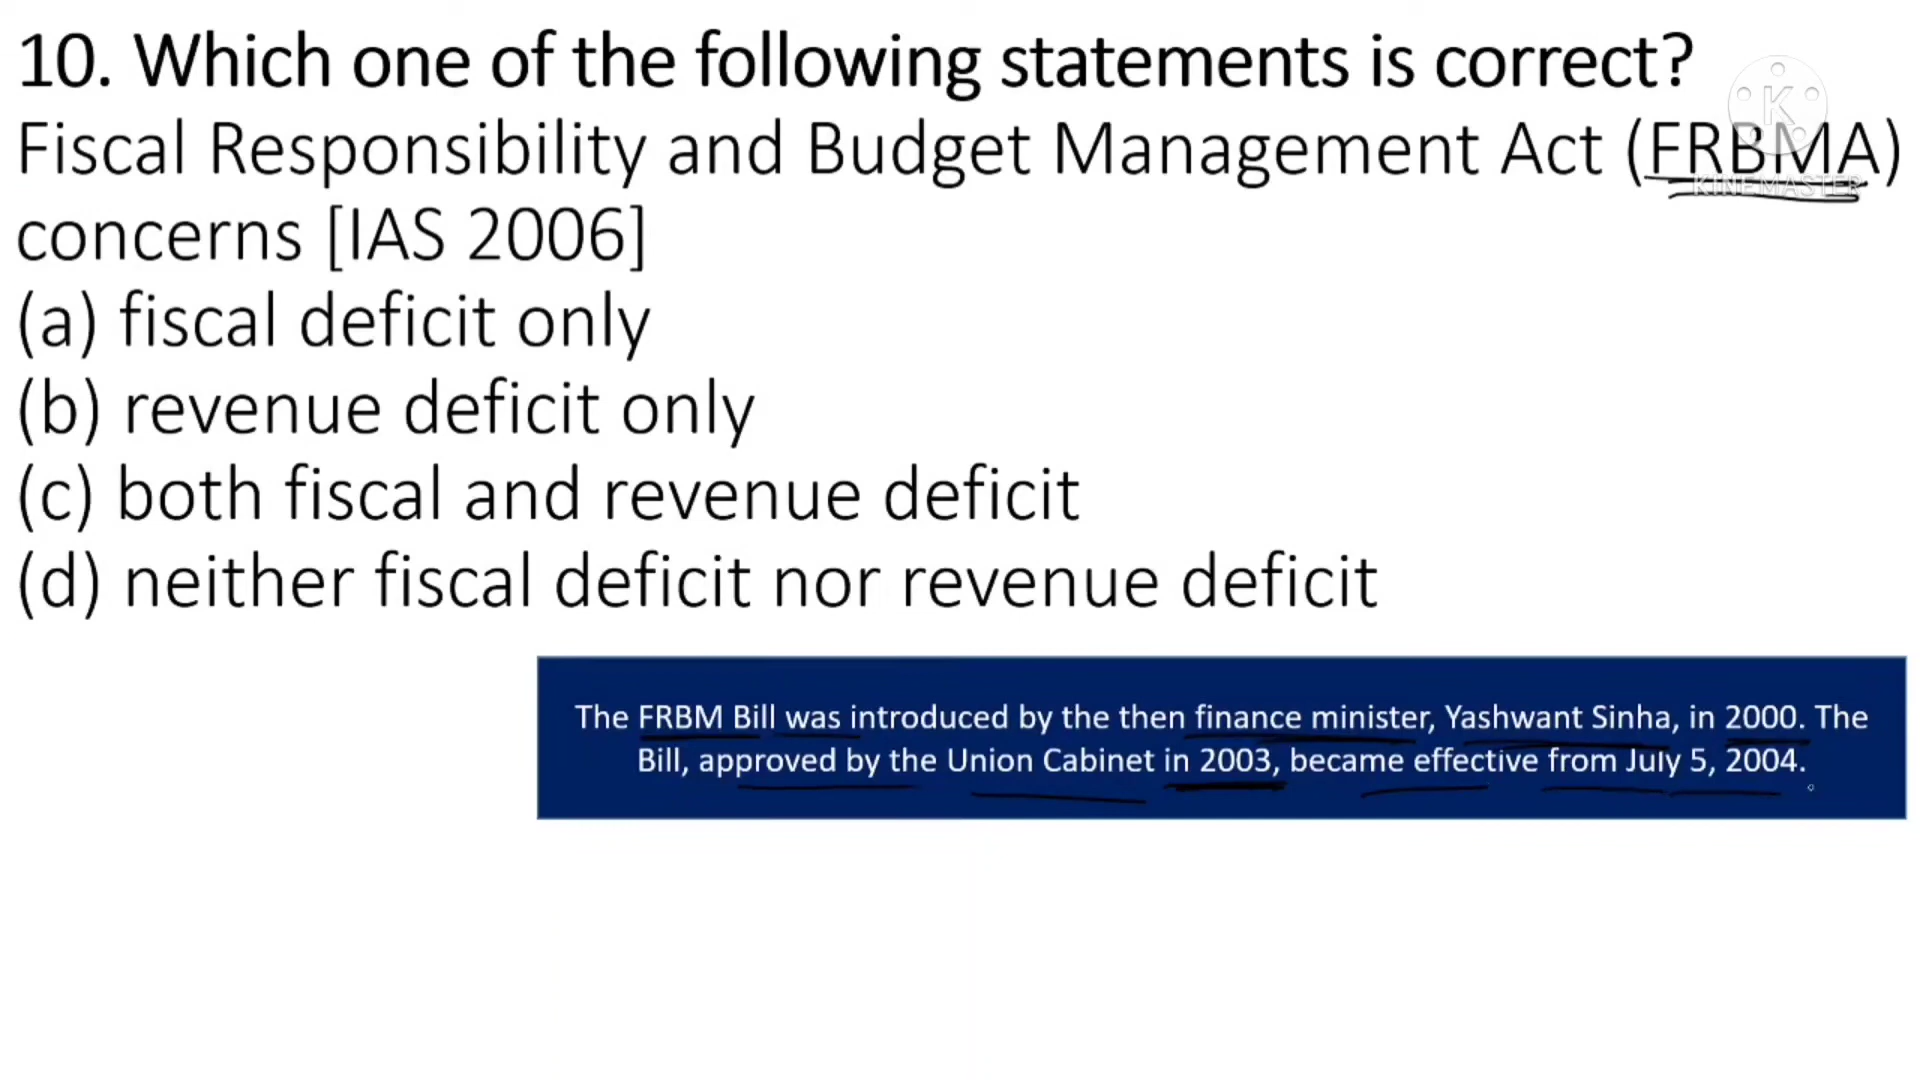 10. Which one of the following statements is correct?
Fiscal Responsibility and Budget Management Act (FRBMA)
concerns [IAS 2006]
(a) fiscal deficit only
(b) revenue deficit only
(c) both fiscal and revenue deficit
(d) neither fiscal deficit nor revenue deficit
The FRBM Bill was introduced by the then finance minister, Yashwant Sinha, in 2000. The
Bill, approved by the Union Cabinet in 2003, became effective from July 5, 2004.
K
KINEMASTER